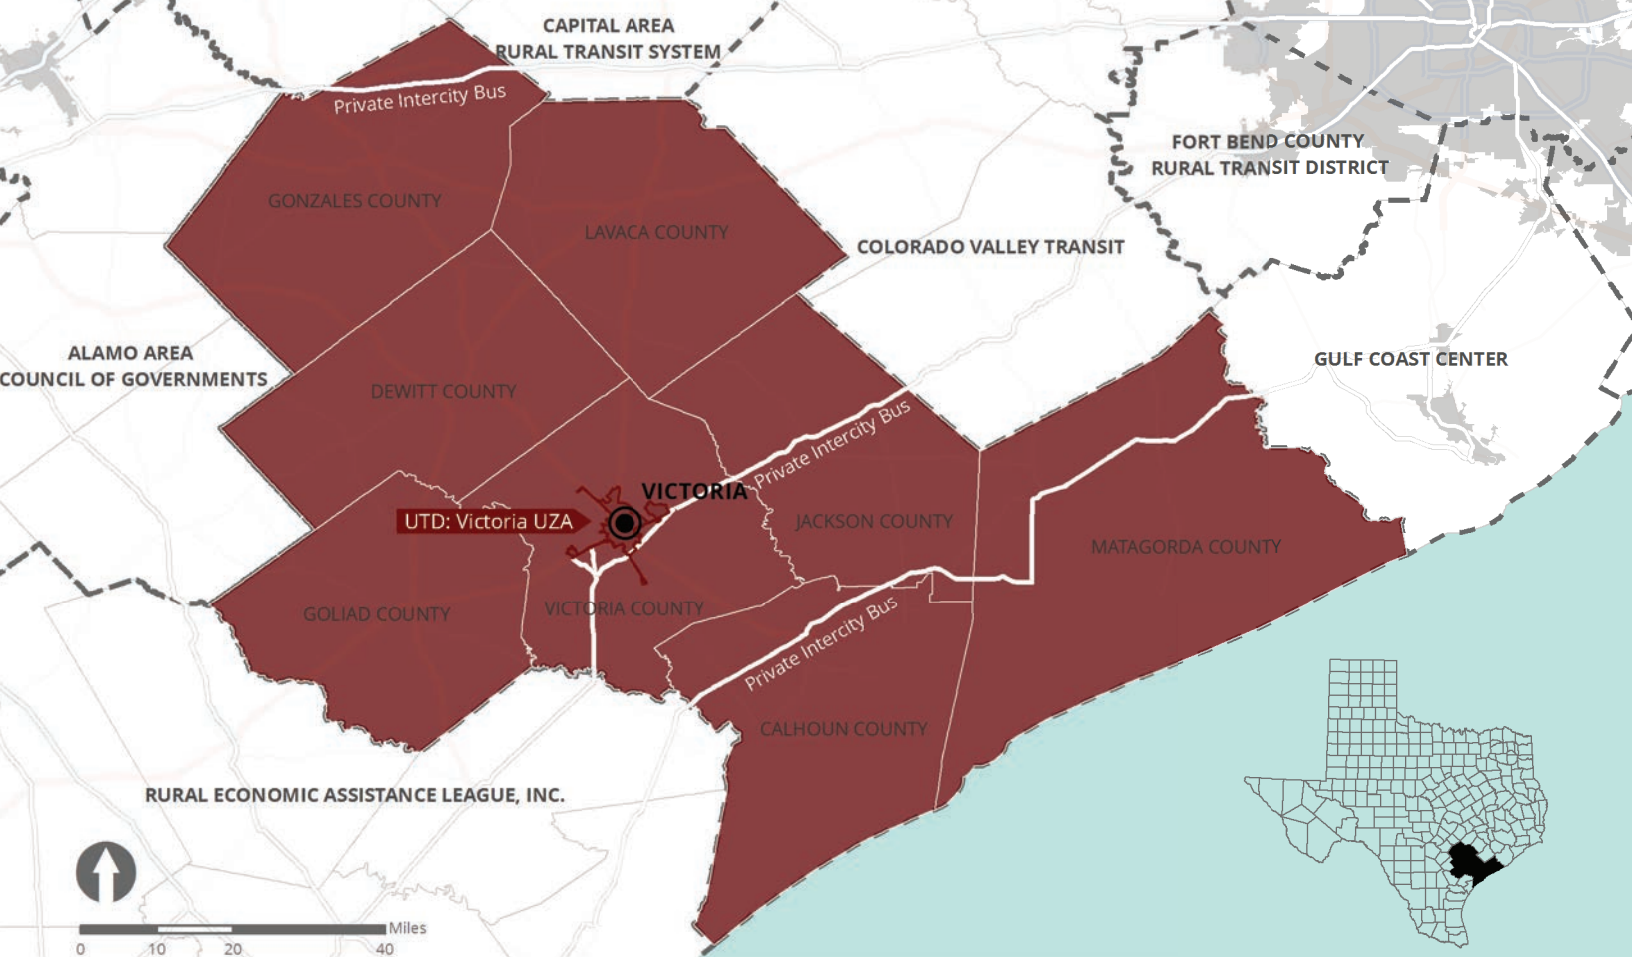 CAPITAL AREA
RURAL TRANSIT SYSTEM
Private Intercity Bus
FORT BEND COUNTY
RURAL TRANSIT DISTRICT
GONZALES COUNTY
LAVACA COUNTY
COLORADO VALLEY TRANSIT
ALAMO AREA
COUNCIL OF GOVERNMENTS
GULF COAST CENTER
DEWITT COUNTY
Private Intercity Bus
VICTORIA
UTD: Victoria UZA
JACKSON COUNTY
MATAGORDA COUNTY
GOLIAD COUNTY
VICTORIA COUNTY
Private Intercity Bus
CALHOUN COUNTY
RURAL ECONOMIC ASSISTANCE LEAGUE, INC.
Miles
0 10 20 40